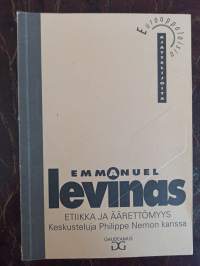 Eurooppalaisia
AJATTELIJOITA
EMMANUEL
levinas
ETIIKKA JA ÄÄRETTÖMYYS
Keskusteluja Philippe Nemon kanssa
GAUDEAMUS
G